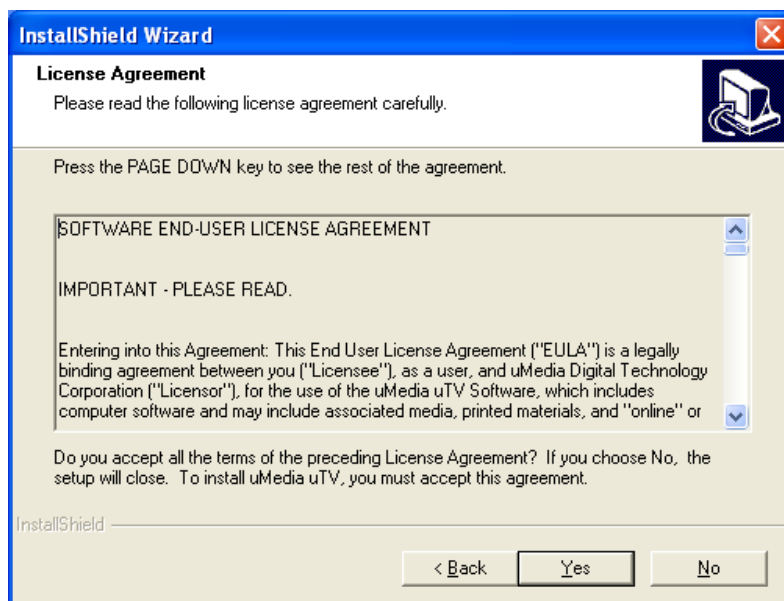 InstallShield Wizard
License Agreement
Please read the following license agreement carefully.
Press the PAGE DOWN key to see the rest of the agreement.
SOFTWARE END-USER LICENSE AGREEMENT
IMPORTANT - PLEASE READ.
Entering into this Agreement: This End User License Agreement ("EULA") is a legally
binding agreement between you ("Licensee"), as a user, and uMedia Digital Technology
Corporation ("Licensor"), for the use of the uMedia uTV Software, which includes
computer software and may include associated media, printed materials, and "online" or
Do you accept all the terms of the preceding License Agreement? If you choose No, the
setup will close. To install uMedia uTV, you must accept this agreement.
InstallShield
< Back
Yes
No